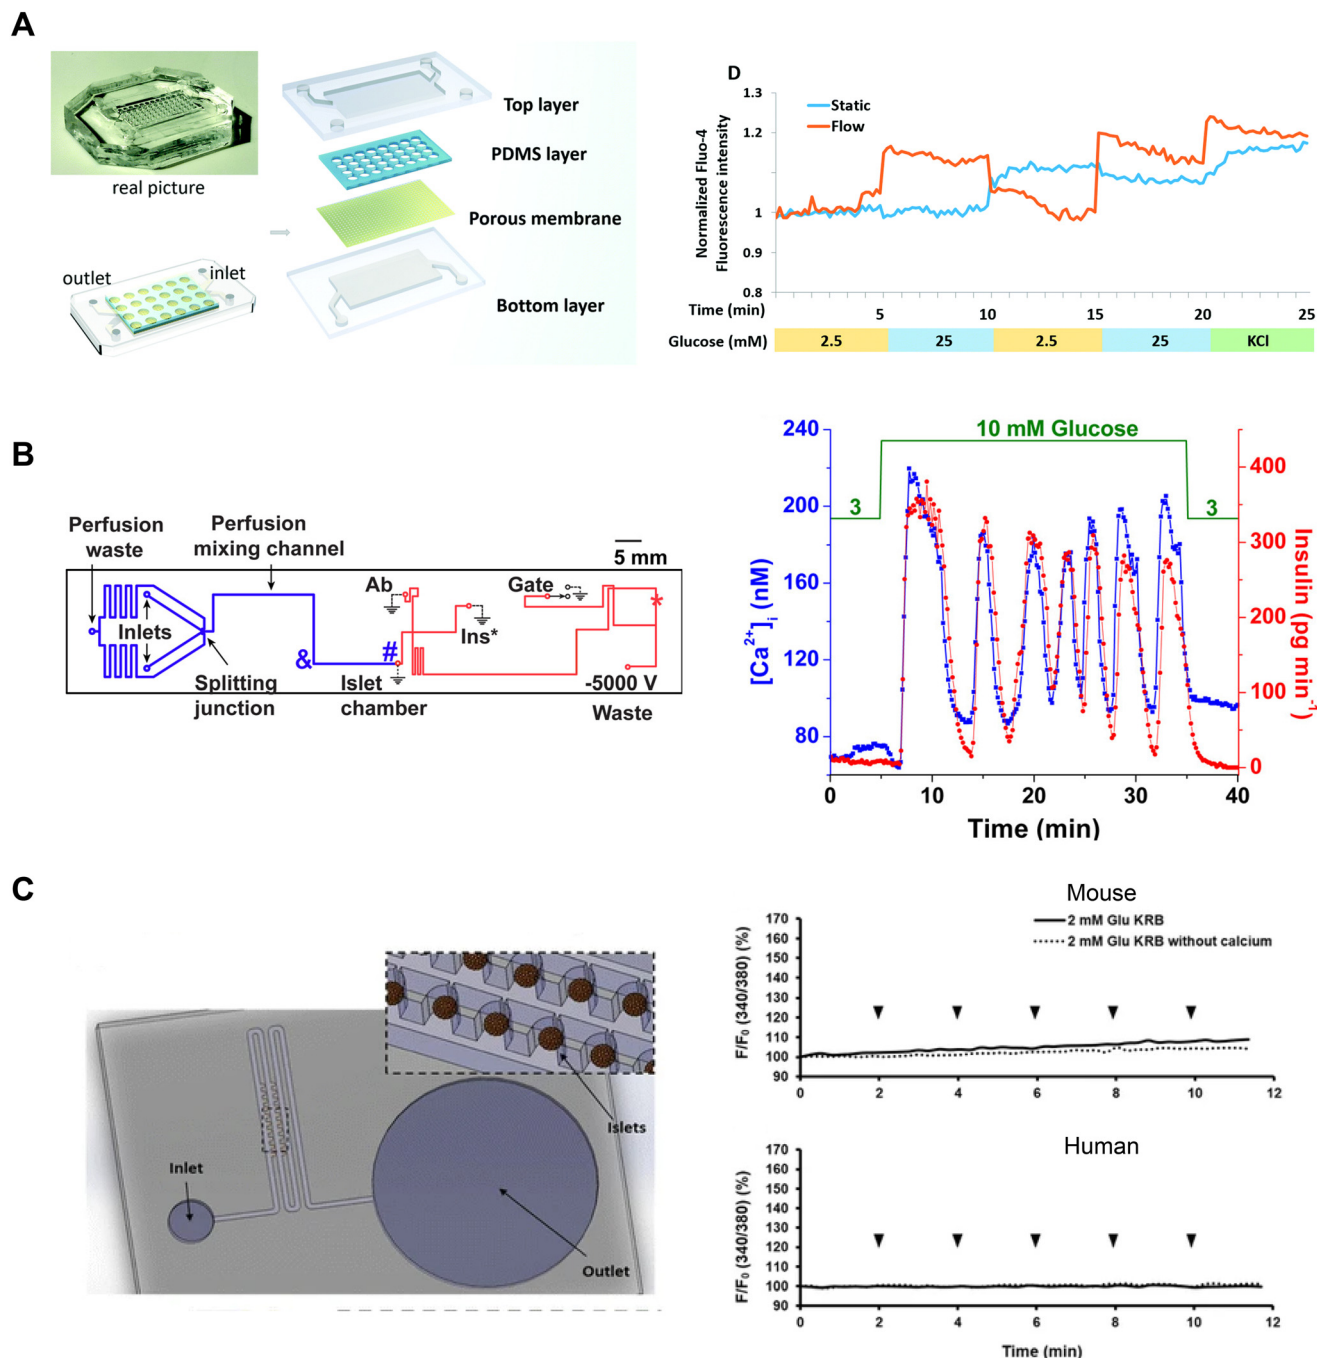 A
real picture
outlet
inlet
Top layer
PDMS layer
Porous membrane
Bottom layer
D
Static
Flow
Normalized Fluo-4
Fluorescence intensity
1.3
1.2
1.1
1
0.9
0.8
Time (min)
5
10
15
20
25
Glucose (mM)
2.5
25
2.5
25
KCl
B
Perfusion
waste
Perfusion
mixing channel
5 mm
Inlets
Splitting
junction
&
#
Islet
chamber
Ab
Ins*
Gate
*
-5000 V
Waste
10 mM Glucose
3
3
[Ca²⁺]ᵢ (nM)
240
200
160
120
80
Insulin (pg min⁻¹)
400
300
200
100
0
0
10
20
30
40
Time (min)
C
Inlet
Islets
Outlet
Mouse
2 mM Glu KRB
2 mM Glu KRB without calcium
F/F₀ (340/380) (%)
170
160
150
140
130
120
110
100
90
0
2
4
6
8
10
12
Human
F/F₀ (340/380) (%)
170
160
150
140
130
120
110
100
90
0
2
4
6
8
10
12
Time (min)